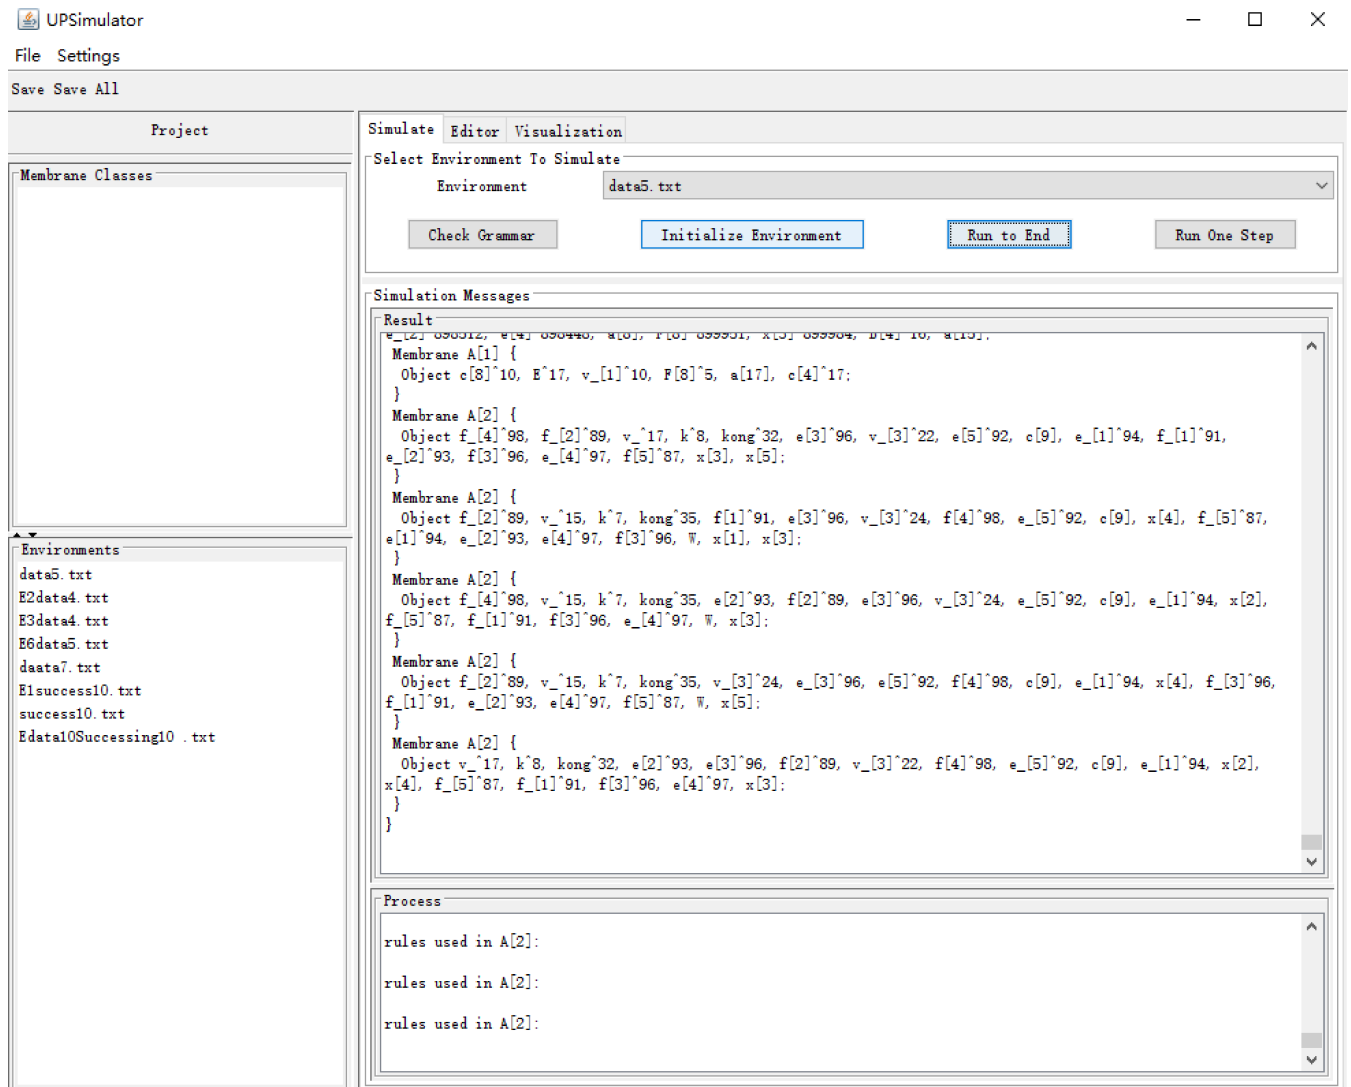 UPSimulator
File Settings
Save Save All
Project
Membrane Classes
Environments
data5.txt
E2data4.txt
E3data4.txt
E6data5.txt
daata7.txt
E1success10.txt
success10.txt
Edata10Successing10 .txt
Simulate Editor Visualization
Select Environment To Simulate
Environment data5.txt
Check Grammar Initialize Environment Run to End Run One Step
Simulation Messages
Result
Membrane A[1] {
Object c[8]^10, E^17, v_[1]^10, F[8]^5, a[17], c[4]^17;
}
Membrane A[2] {
Object f_[4]^98, f_[2]^89, v_^17, k^8, kong^32, e[3]^96, v_[3]^22, e[5]^92, c[9], e_[1]^94, f_[1]^91,
e_[2]^93, f[3]^96, e_[4]^97, f[5]^87, x[3], x[5];
}
Membrane A[2] {
Object f_[2]^89, v_^15, k^7, kong^35, f[1]^91, e[3]^96, v_[3]^24, f[4]^98, e_[5]^92, c[9], x[4], f_[5]^87,
e[1]^94, e_[2]^93, e[4]^97, f[3]^96, W, x[1], x[3];
}
Membrane A[2] {
Object f_[4]^98, v_^15, k^7, kong^35, e[2]^93, f[2]^89, e[3]^96, v_[3]^24, e_[5]^92, c[9], e_[1]^94, x[2],
f_[5]^87, f_[1]^91, f[3]^96, e_[4]^97, W, x[3];
}
Membrane A[2] {
Object f_[2]^89, v_^15, k^7, kong^35, v_[3]^24, e_[3]^96, e[5]^92, f[4]^98, c[9], e_[1]^94, x[4], f_[3]^96,
f_[1]^91, e_[2]^93, e[4]^97, f[5]^87, W, x[5];
}
Membrane A[2] {
Object v_^17, k^8, kong^32, e[2]^93, e[3]^96, f[2]^89, v_[3]^22, f[4]^98, e_[5]^92, c[9], e_[1]^94, x[2],
x[4], f_[5]^87, f_[1]^91, f[3]^96, e[4]^97, x[3];
}
}
Process
rules used in A[2]:
rules used in A[2]:
rules used in A[2]: